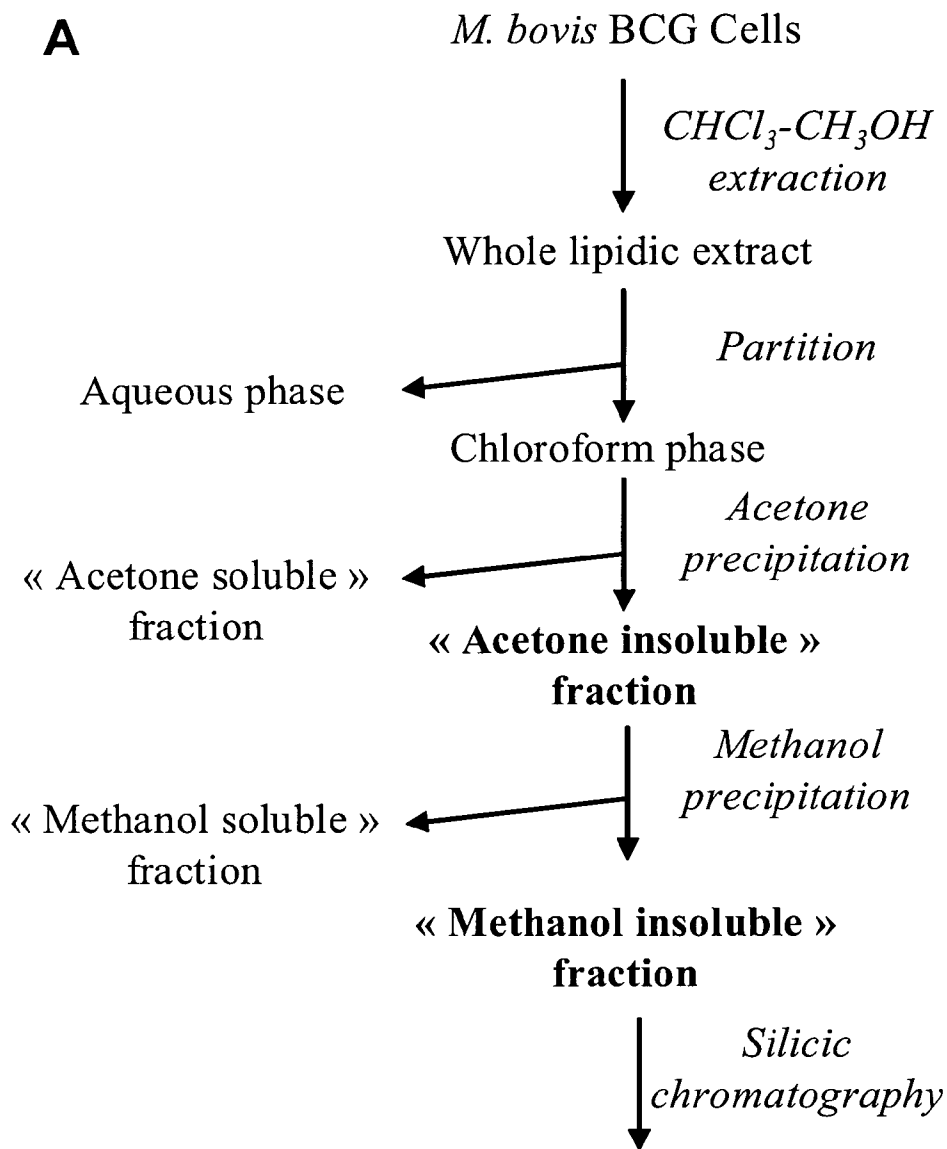 A
M. bovis BCG Cells
CHCl₃-CH₃OH
extraction
Whole lipidic extract
Partition
Aqueous phase
Chloroform phase
Acetone
precipitation
« Acetone soluble »
fraction
« Acetone insoluble »
fraction
Methanol
precipitation
« Methanol soluble »
fraction
« Methanol insoluble »
fraction
Silicic
chromatography